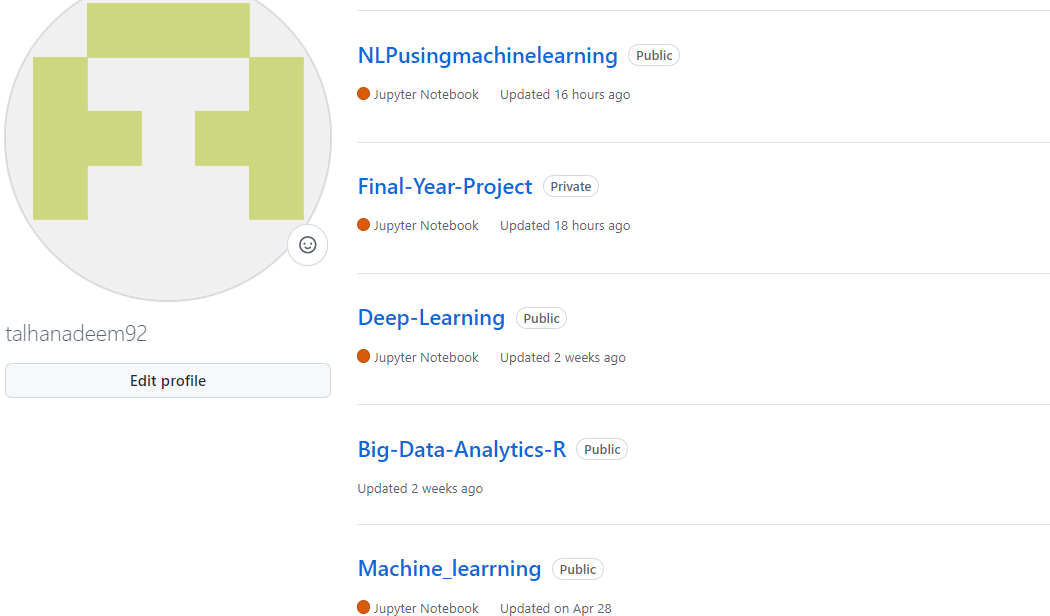 NLPusingmachinelearning Public
Jupyter Notebook Updated 16 hours ago
Final-Year-Project Private
Jupyter Notebook Updated 18 hours ago
talhanadeem92
Edit profile
Deep-Learning Public
Jupyter Notebook Updated 2 weeks ago
Big-Data-Analytics-R Public
Updated 2 weeks ago
Machine_learrning Public
Jupyter Notebook Updated on Apr 28